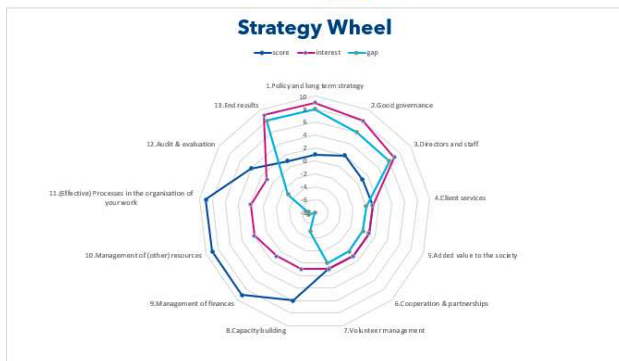 Strategy Wheel
score interest gap
1.Policy and long term strategy
10
13.End results
8
2.Good governance
6
4
12.Audit & evaluation
3.Directors and staff
2
0
11.(Effective) Processes in the organisation of
your work
-2
4.Client services
-4
-6
-8
10.Management of (other) resources
5.Added value to the society
9.Management of finances
6.Cooperation & partnerships
8.Capacity building
7.Volunteer management